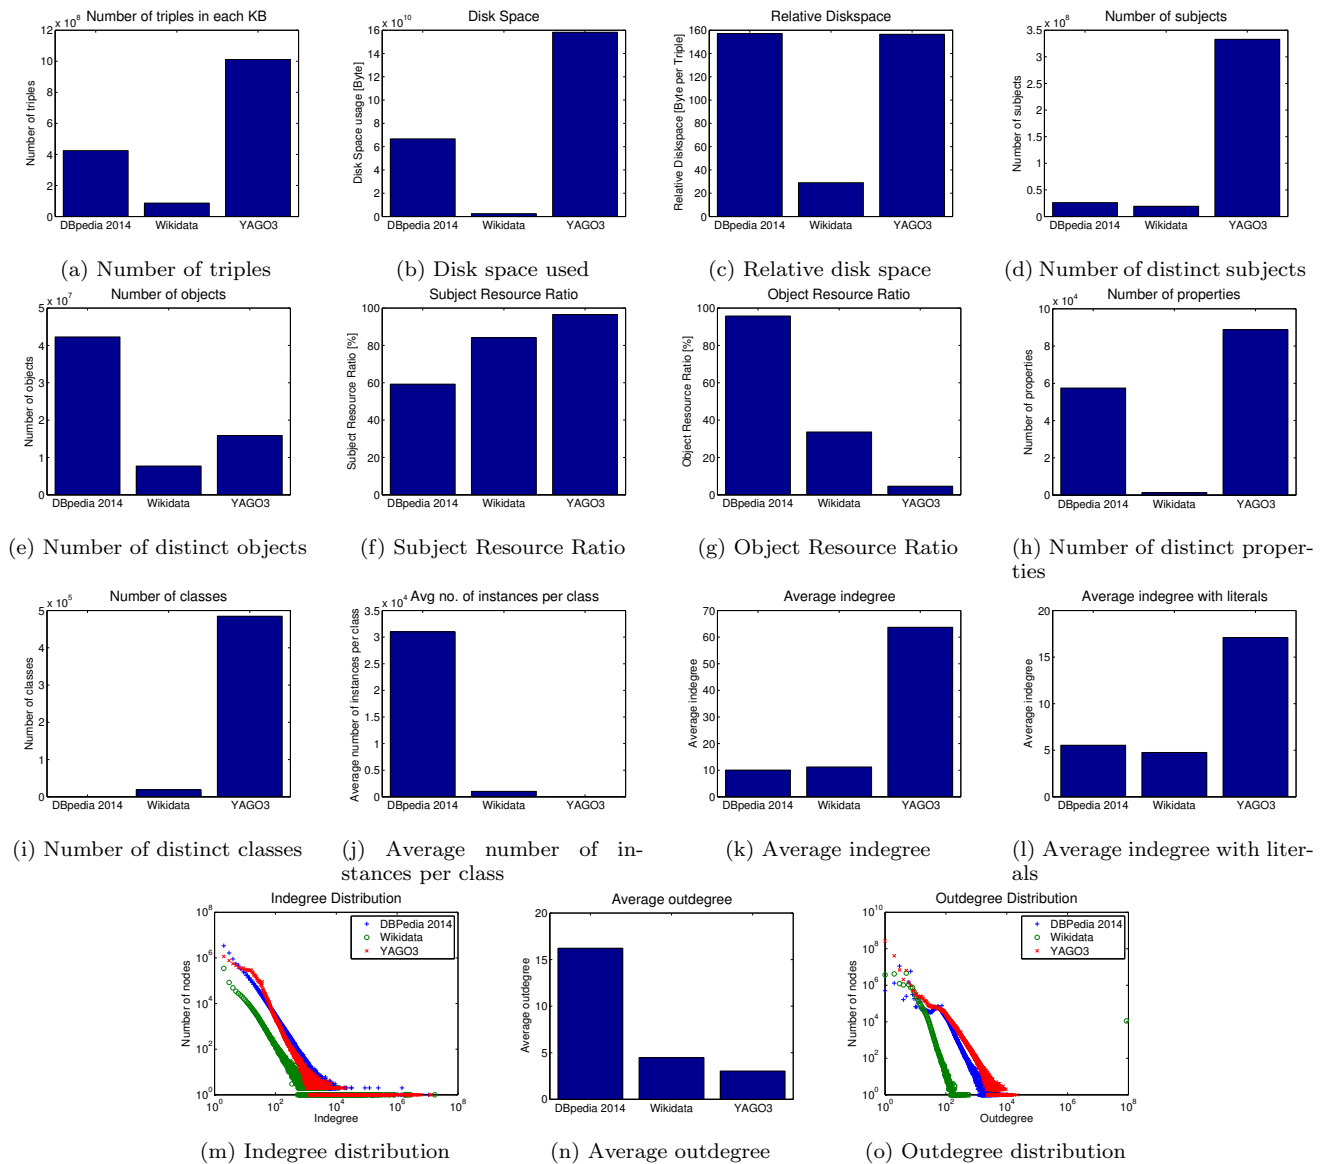 Number of triples in each KB
x 10^8
12
10
8
6
4
2
0
Number of triples
DBpedia 2014 Wikidata YAGO3
(a) Number of triples
Disk Space
x 10^10
16
14
12
10
8
6
4
2
0
Disk Space usage [Byte]
DBpedia 2014 Wikidata YAGO3
(b) Disk space used
Relative Diskspace
160
140
120
100
80
60
40
20
0
Relative Diskspace [Byte per Triple]
DBpedia 2014 Wikidata YAGO3
(c) Relative disk space
Number of subjects
x 10^8
3.5
3
2.5
2
1.5
1
0.5
0
Number of subjects
DBpedia 2014 Wikidata YAGO3
(d) Number of distinct subjects
Number of objects
x 10^7
5
4
3
2
1
0
Number of objects
DBpedia 2014 Wikidata YAGO3
(e) Number of distinct objects
Subject Resource Ratio
100
80
60
40
20
0
Subject Resource Ratio [%]
DBpedia 2014 Wikidata YAGO3
(f) Subject Resource Ratio
Object Resource Ratio
100
80
60
40
20
0
Object Resource Ratio [%]
DBpedia 2014 Wikidata YAGO3
(g) Object Resource Ratio
Number of properties
x 10^4
10
8
6
4
2
0
Number of properties
DBpedia 2014 Wikidata YAGO3
(h) Number of distinct proper-
ties
Number of classes
x 10^5
5
4
3
2
1
0
Number of classes
DBpedia 2014 Wikidata YAGO3
(i) Number of distinct classes
Avg no. of instances per class
x 10^4
3.5
3
2.5
2
1.5
1
0.5
0
Average number of instances per class
DBpedia 2014 Wikidata YAGO3
(j) Average number of in-
stances per class
Average indegree
70
60
50
40
30
20
10
0
Average indegree
DBpedia 2014 Wikidata YAGO3
(k) Average indegree
Average indegree with literals
20
15
10
5
0
Average indegree
DBpedia 2014 Wikidata YAGO3
(l) Average indegree with liter-
als
Indegree Distribution
10^8
10^6
10^4
10^2
10^0
Number of nodes
DBPedia 2014
Wikidata
YAGO3
10^0 10^2 10^4 10^6 10^8
Indegree
(m) Indegree distribution
Average outdegree
20
15
10
5
0
Average outdegree
DBpedia 2014 Wikidata YAGO3
(n) Average outdegree
Outdegree Distribution
10^10
10^8
10^6
10^4
10^2
10^0
Number of nodes
DBPedia 2014
Wikidata
YAGO3
10^0 10^2 10^4 10^6 10^8
Outdegree
(o) Outdegree distribution